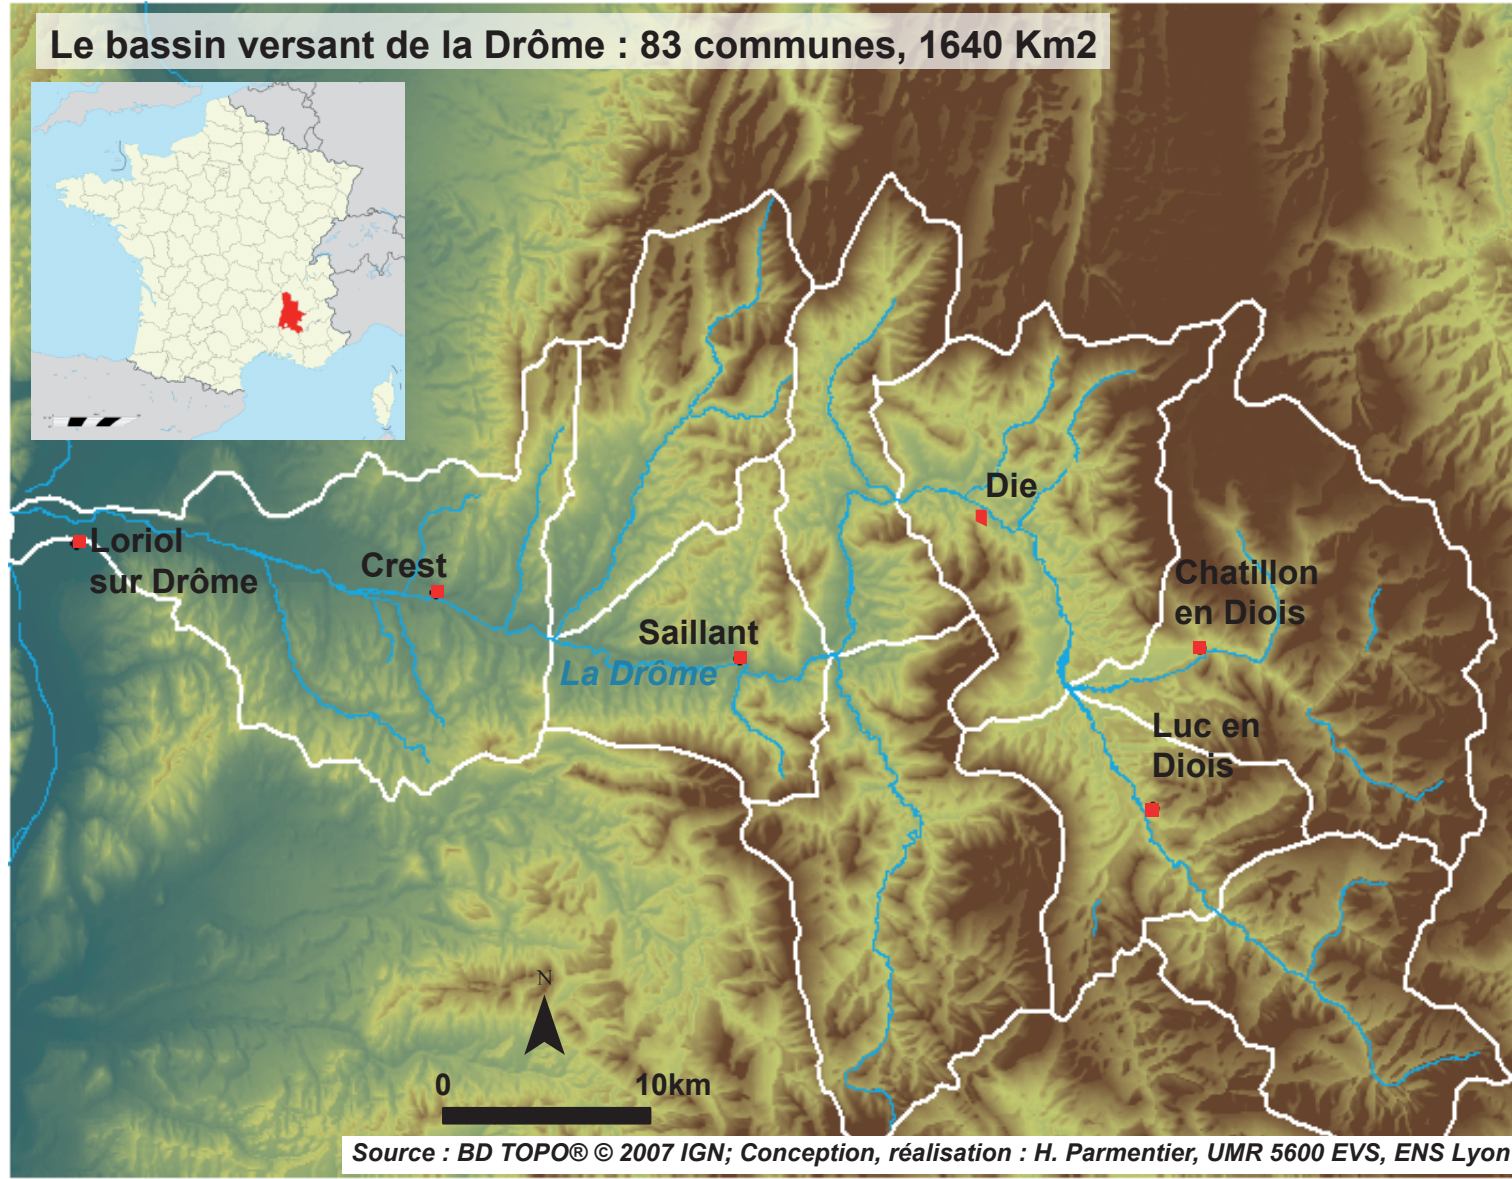 Le bassin versant de la Drôme : 83 communes, 1640 Km2
Die
Loriol
sur Drôme
Crest
Chatillon
en Diois
Saillant
La Drôme
Luc en
Diois
N
0 10km
Source : BD TOPO® © 2007 IGN; Conception, réalisation : H. Parmentier, UMR 5600 EVS, ENS Lyon